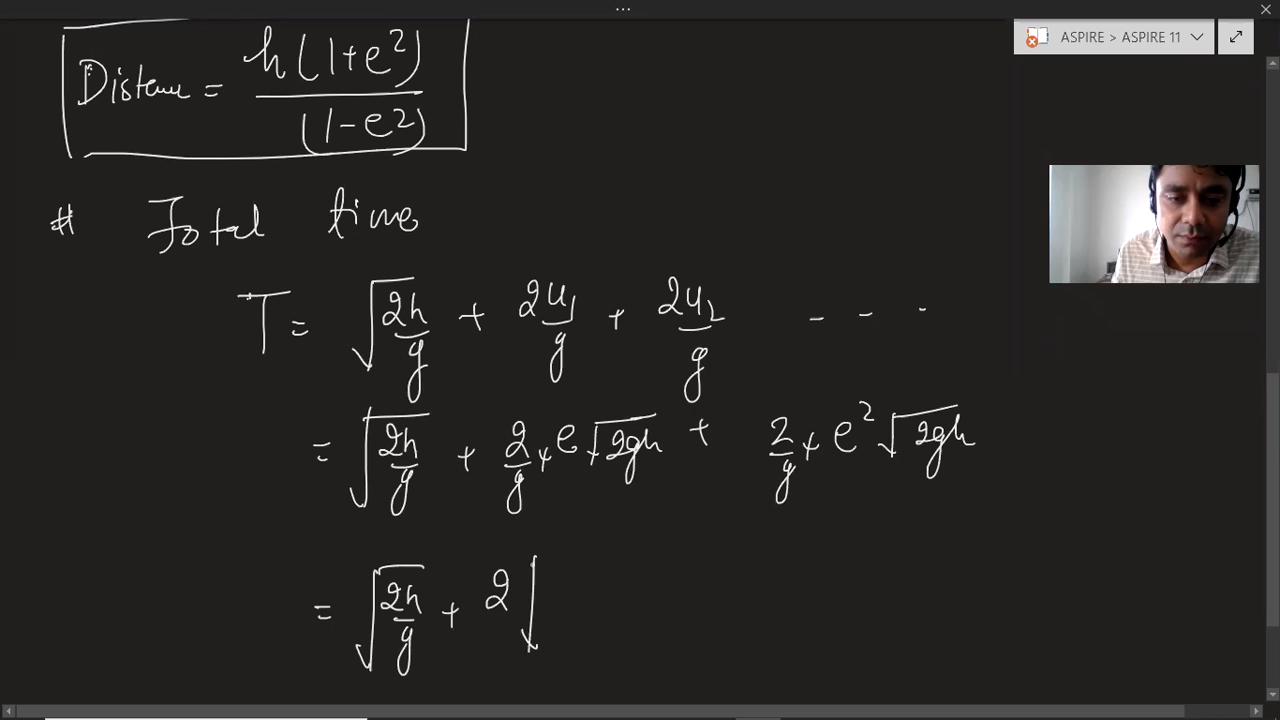 ASPIRE > ASPIRE 11
Distance = h(1+e²)/(1-e²)
# Total time
T = √(2h/g) + 2u₁/g + 2u₂/g - - -
= √(2h/g) + 2/g × e√2gh + 2/g × e²√2gh
= √(2h/g) + 2√